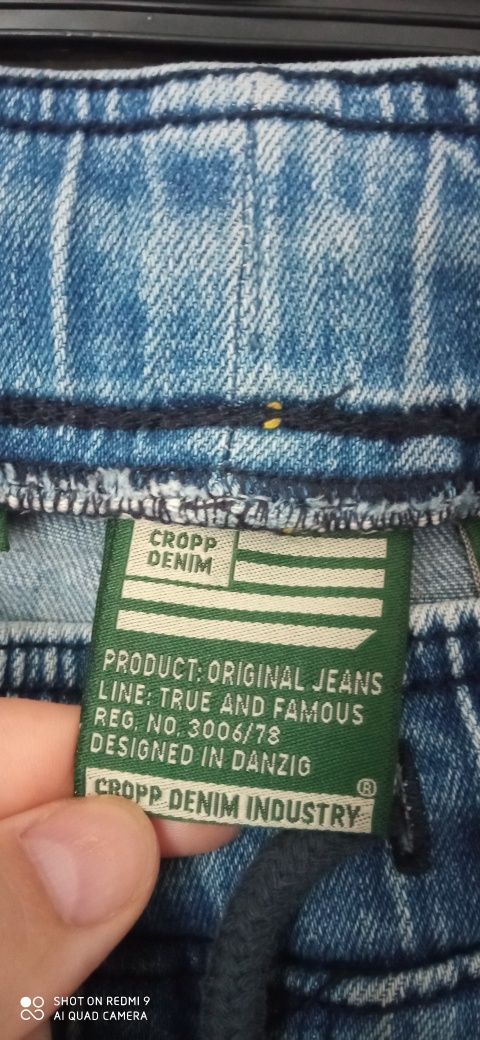 CROPP
DENIM
PRODUCT: ORIGINAL JEANS
LINE: TRUE AND FAMOUS
REG. NO. 3006/78
DESIGNED IN DANZIG
®
CROPP DENIM INDUSTRY
SHOT ON REDMI 9
AI QUAD CAMERA